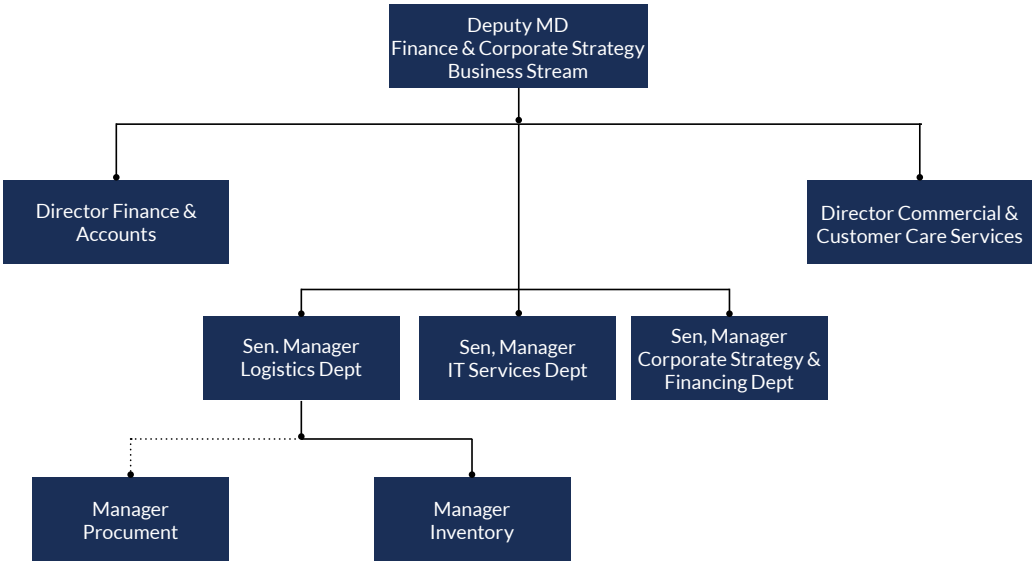 Deputy MD
Finance & Corporate Strategy
Business Stream
Director Finance &
Accounts
Director Commercial &
Customer Care Services
Sen. Manager
Logistics Dept
Sen, Manager
IT Services Dept
Sen, Manager
Corporate Strategy &
Financing Dept
Manager
Procument
Manager
Inventory